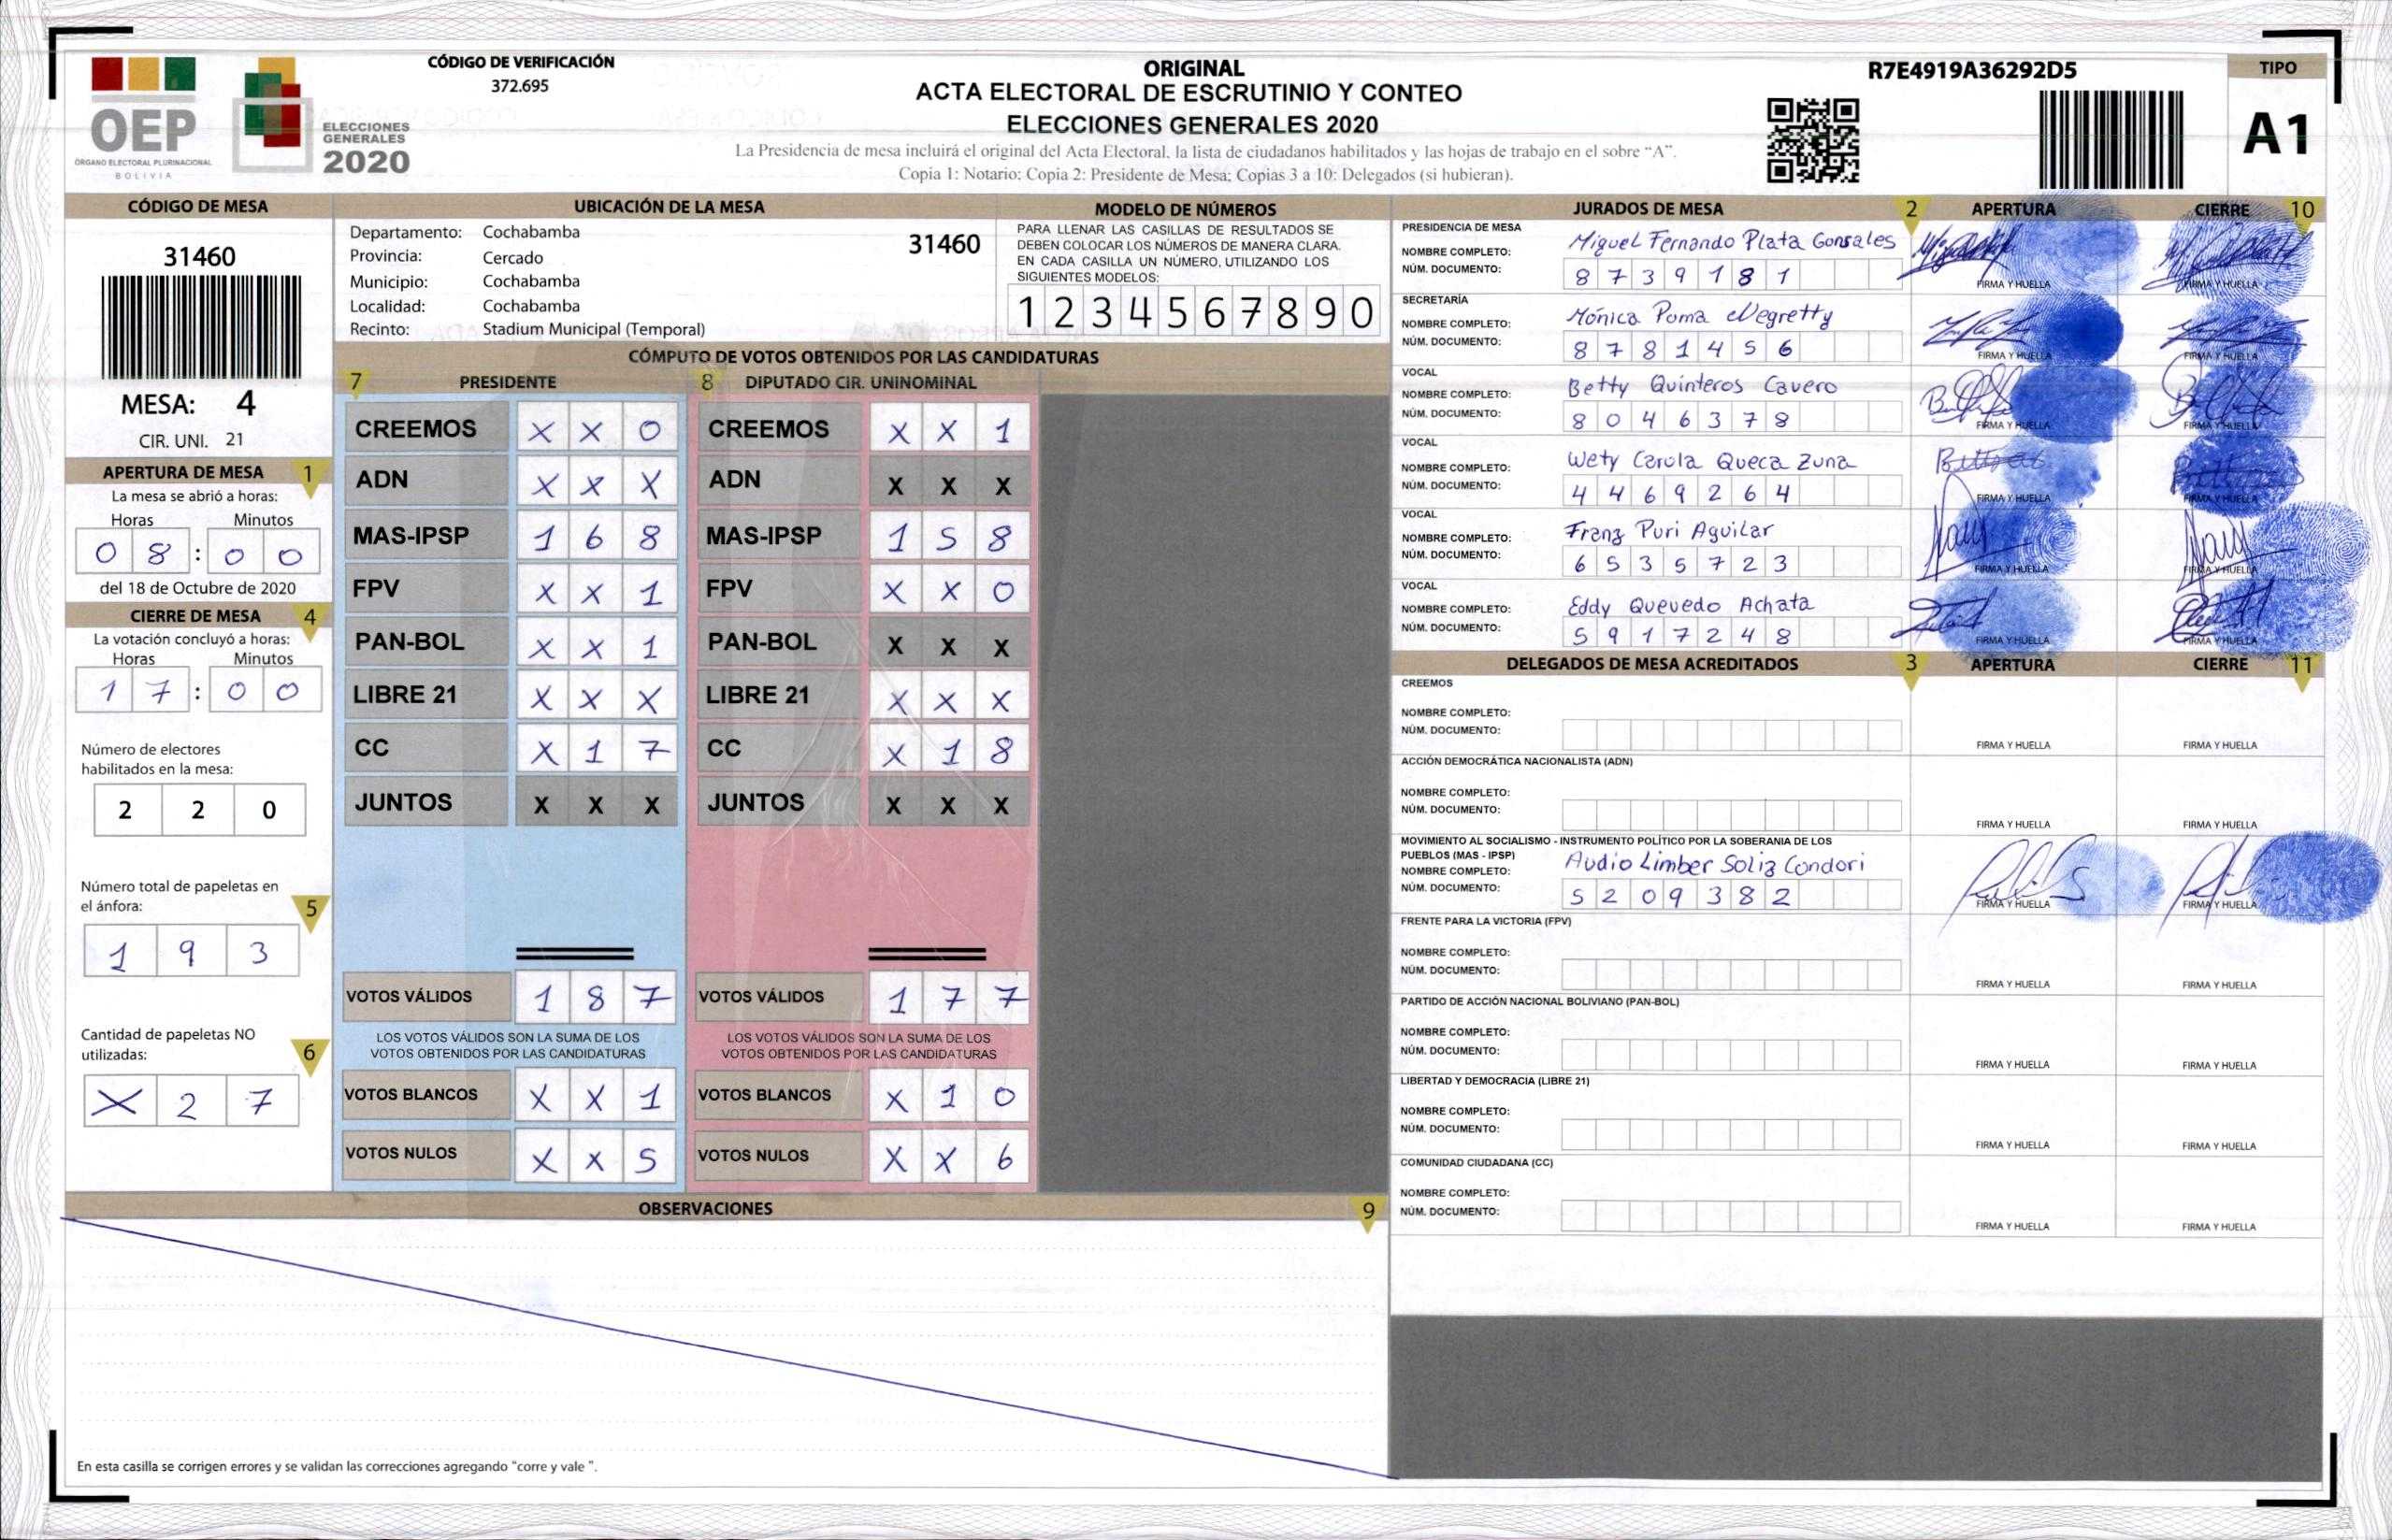 CÓDIGO DE VERIFICACIÓN
372.695
OEP
ÓRGANO ELECTORAL PLURINACIONAL
BOLIVIA
ELECCIONES
GENERALES
2020
ORIGINAL
ACTA ELECTORAL DE ESCRUTINIO Y CONTEO
ELECCIONES GENERALES 2020
La Presidencia de mesa incluirá el original del Acta Electoral, la lista de ciudadanos habilitados y las hojas de trabajo en el sobre “A”.
Copia 1: Notario; Copia 2: Presidente de Mesa; Copias 3 a 10: Delegados (si hubieran).
R7E4919A36292D5
TIPO
A1
CÓDIGO DE MESA
31460
MESA: 4
CIR. UNI. 21
APERTURA DE MESA 1
La mesa se abrió a horas:
Horas Minutos
0 8 : 0 0
del 18 de Octubre de 2020
CIERRE DE MESA 4
La votación concluyó a horas:
Horas Minutos
1 7 : 0 0
Número de electores
habilitados en la mesa:
2 2 0
Número total de papeletas en
el ánfora: 5
1 9 3
Cantidad de papeletas NO
utilizadas: 6
X 2 7
UBICACIÓN DE LA MESA
Departamento: Cochabamba
31460
Provincia: Cercado
Municipio: Cochabamba
Localidad: Cochabamba
Recinto: Stadium Municipal (Temporal)
MODELO DE NÚMEROS
PARA LLENAR LAS CASILLAS DE RESULTADOS SE
DEBEN COLOCAR LOS NÚMEROS DE MANERA CLARA.
EN CADA CASILLA UN NÚMERO, UTILIZANDO LOS
SIGUIENTES MODELOS:
1 2 3 4 5 6 7 8 9 0
CÓMPUTO DE VOTOS OBTENIDOS POR LAS CANDIDATURAS
7 PRESIDENTE
CREEMOS X X 0
ADN X X X
MAS-IPSP 1 6 8
FPV X X 1
PAN-BOL X X 1
LIBRE 21 X X X
CC X 1 7
JUNTOS X X X
VOTOS VÁLIDOS 1 8 7
LOS VOTOS VÁLIDOS SON LA SUMA DE LOS
VOTOS OBTENIDOS POR LAS CANDIDATURAS
VOTOS BLANCOS X X 1
VOTOS NULOS X X 5
8 DIPUTADO CIR. UNINOMINAL
CREEMOS X X 1
ADN X X X
MAS-IPSP 1 5 8
FPV X X 0
PAN-BOL X X X
LIBRE 21 X X X
CC X 1 8
JUNTOS X X X
VOTOS VÁLIDOS 1 7 7
LOS VOTOS VÁLIDOS SON LA SUMA DE LOS
VOTOS OBTENIDOS POR LAS CANDIDATURAS
VOTOS BLANCOS X 1 0
VOTOS NULOS X X 6
OBSERVACIONES 9
En esta casilla se corrigen errores y se validan las correcciones agregando "corre y vale ".
JURADOS DE MESA 2 APERTURA CIERRE 10
PRESIDENCIA DE MESA
NOMBRE COMPLETO: Miguel Fernando Plata Gonsales
NÚM. DOCUMENTO: 8 7 3 9 1 8 1
FIRMA Y HUELLA FIRMA Y HUELLA
SECRETARÍA
NOMBRE COMPLETO: Mónica Poma Negretty
NÚM. DOCUMENTO: 8 7 8 1 4 5 6
FIRMA Y HUELLA FIRMA Y HUELLA
VOCAL
NOMBRE COMPLETO: Betty Quinteros Cavero
NÚM. DOCUMENTO: 8 0 4 6 3 7 8
FIRMA Y HUELLA FIRMA Y HUELLA
VOCAL
NOMBRE COMPLETO: Wety Carola Queca Zuna
NÚM. DOCUMENTO: 4 4 6 9 2 6 4
FIRMA Y HUELLA FIRMA Y HUELLA
VOCAL
NOMBRE COMPLETO: Franz Puri Aguilar
NÚM. DOCUMENTO: 6 5 3 5 7 2 3
FIRMA Y HUELLA FIRMA Y HUELLA
VOCAL
NOMBRE COMPLETO: Eddy Quevedo Achata
NÚM. DOCUMENTO: 5 9 1 7 2 4 8
FIRMA Y HUELLA FIRMA Y HUELLA
DELEGADOS DE MESA ACREDITADOS 3 APERTURA CIERRE 11
CREEMOS
NOMBRE COMPLETO:
NÚM. DOCUMENTO:
FIRMA Y HUELLA FIRMA Y HUELLA
ACCIÓN DEMOCRÁTICA NACIONALISTA (ADN)
NOMBRE COMPLETO:
NÚM. DOCUMENTO:
FIRMA Y HUELLA FIRMA Y HUELLA
MOVIMIENTO AL SOCIALISMO - INSTRUMENTO POLÍTICO POR LA SOBERANIA DE LOS
PUEBLOS (MAS - IPSP)
NOMBRE COMPLETO: Audio Limber Soliz Condori
NÚM. DOCUMENTO: 5 2 0 9 3 8 2
FIRMA Y HUELLA FIRMA Y HUELLA
FRENTE PARA LA VICTORIA (FPV)
NOMBRE COMPLETO:
NÚM. DOCUMENTO:
FIRMA Y HUELLA FIRMA Y HUELLA
PARTIDO DE ACCIÓN NACIONAL BOLIVIANO (PAN-BOL)
NOMBRE COMPLETO:
NÚM. DOCUMENTO:
FIRMA Y HUELLA FIRMA Y HUELLA
LIBERTAD Y DEMOCRACIA (LIBRE 21)
NOMBRE COMPLETO:
NÚM. DOCUMENTO:
FIRMA Y HUELLA FIRMA Y HUELLA
COMUNIDAD CIUDADANA (CC)
NOMBRE COMPLETO:
NÚM. DOCUMENTO:
FIRMA Y HUELLA FIRMA Y HUELLA